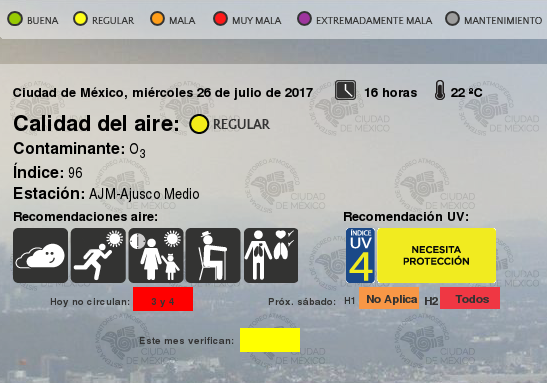 BUENA REGULAR MALA MUY MALA EXTREMADAMENTE MALA MANTENIMIENTO
Ciudad de México, miércoles 26 de julio de 2017 16 horas 22 ºC
Calidad del aire: REGULAR
Contaminante: O3
Índice: 96
Estación: AJM-Ajusco Medio
Recomendaciones aire: Recomendación UV:
ÍNDICE
UV
4
NECESITA
PROTECCIÓN
Hoy no circulan: 3 y 4 Próx. sábado: H1 No Aplica H2 Todos
Este mes verifican:
MONITOREO ATMOSFÉRICO
CIUDAD
DE MÉXICO